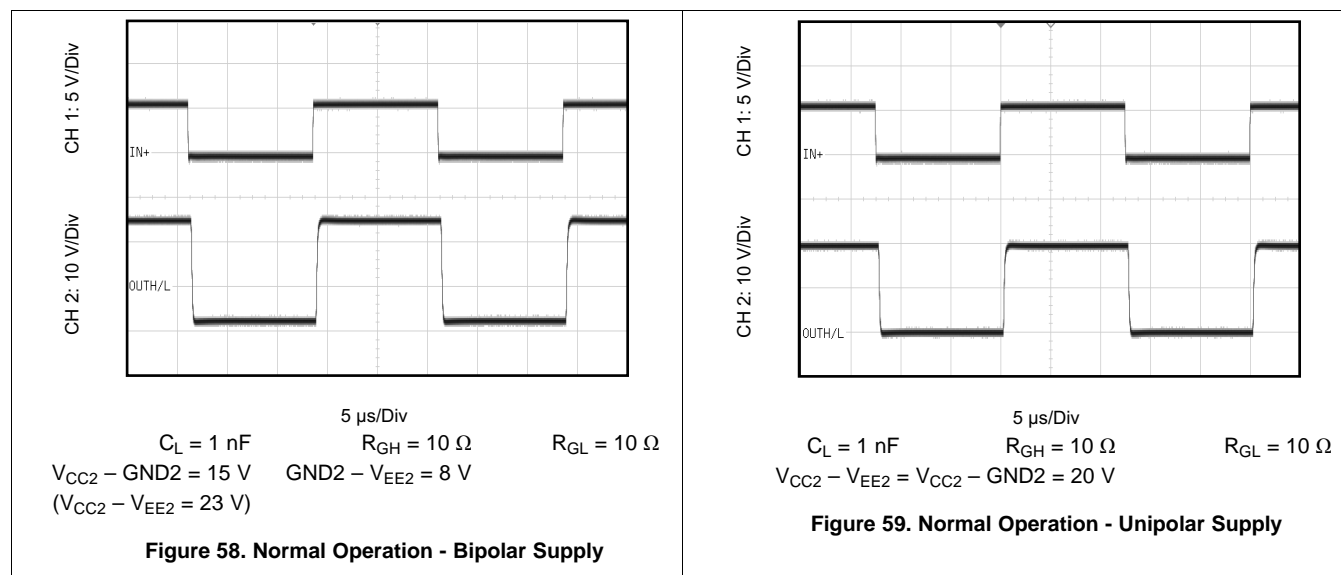 CH 1: 5 V/Div
IN+
CH 2: 10 V/Div
OUTH/L
5 µs/Div
C_L = 1 nF R_GH = 10 Ω R_GL = 10 Ω
V_CC2 – GND2 = 15 V GND2 – V_EE2 = 8 V
(V_CC2 – V_EE2 = 23 V)
Figure 58. Normal Operation - Bipolar Supply
CH 1: 5 V/Div
IN+
CH 2: 10 V/Div
OUTH/L
5 µs/Div
C_L = 1 nF R_GH = 10 Ω R_GL = 10 Ω
V_CC2 – V_EE2 = V_CC2 – GND2 = 20 V
Figure 59. Normal Operation - Unipolar Supply